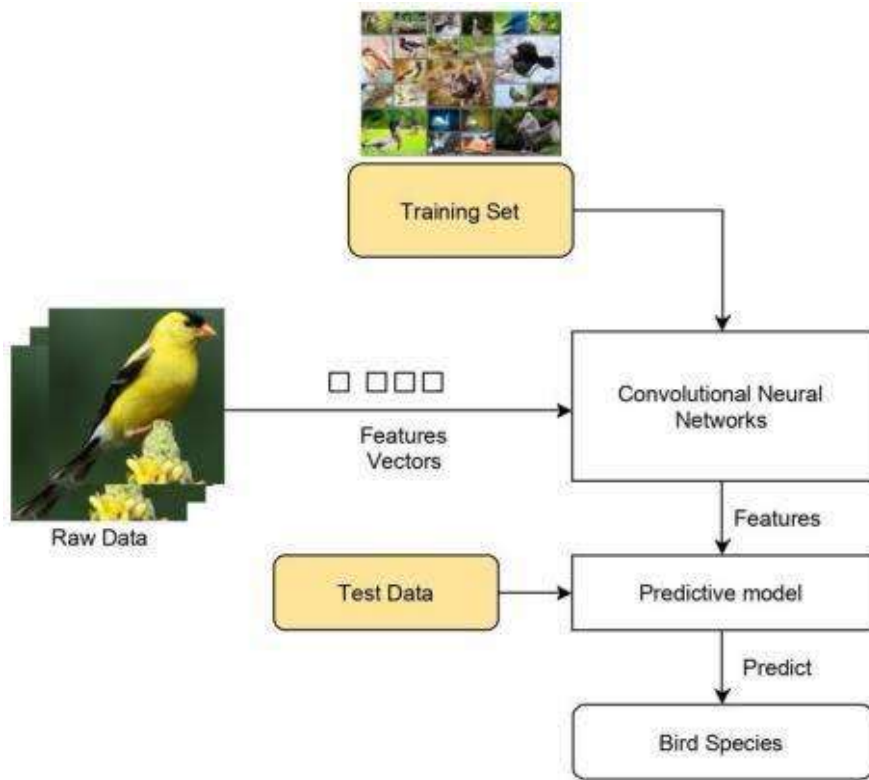 Training Set
Convolutional Neural
Networks
Features
Vectors
Raw Data
Features
Test Data
Predictive model
Predict
Bird Species